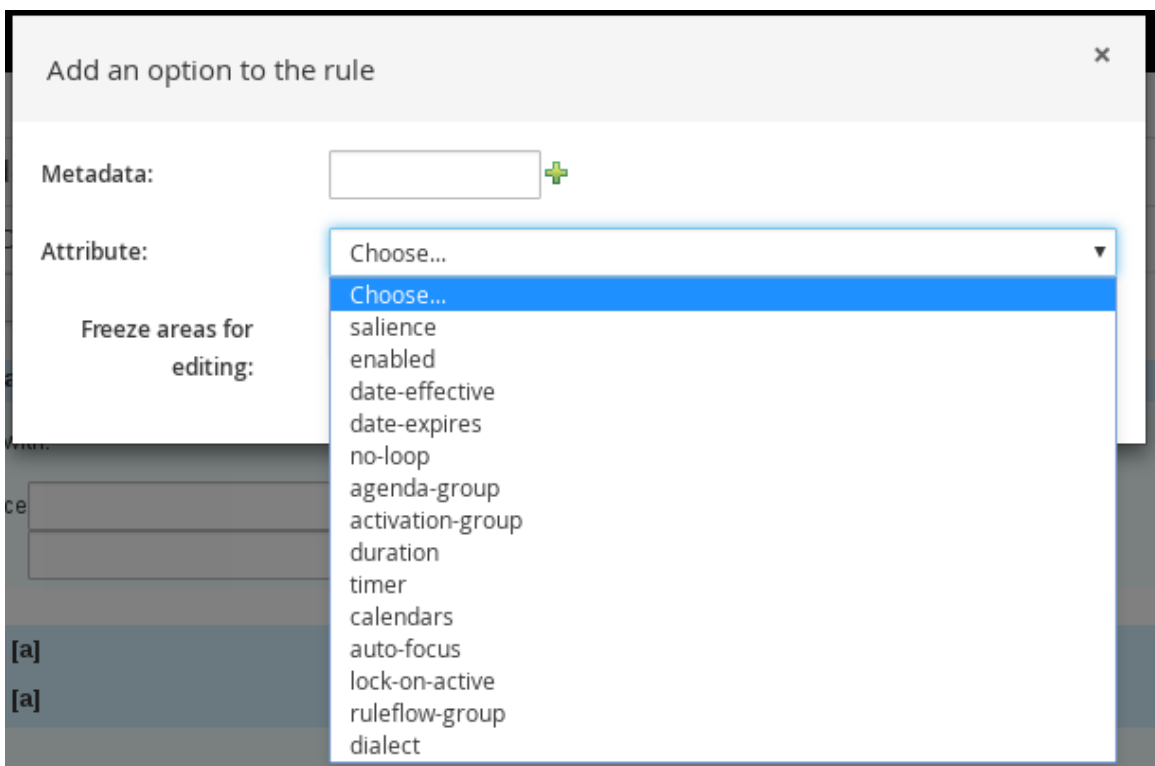 Add an option to the rule
×
Metadata:
Attribute:
Choose...
Choose...
Freeze areas for
editing:
salience
enabled
date-effective
date-expires
no-loop
agenda-group
activation-group
duration
timer
calendars
auto-focus
lock-on-active
ruleflow-group
dialect
ce
[a]
[a]